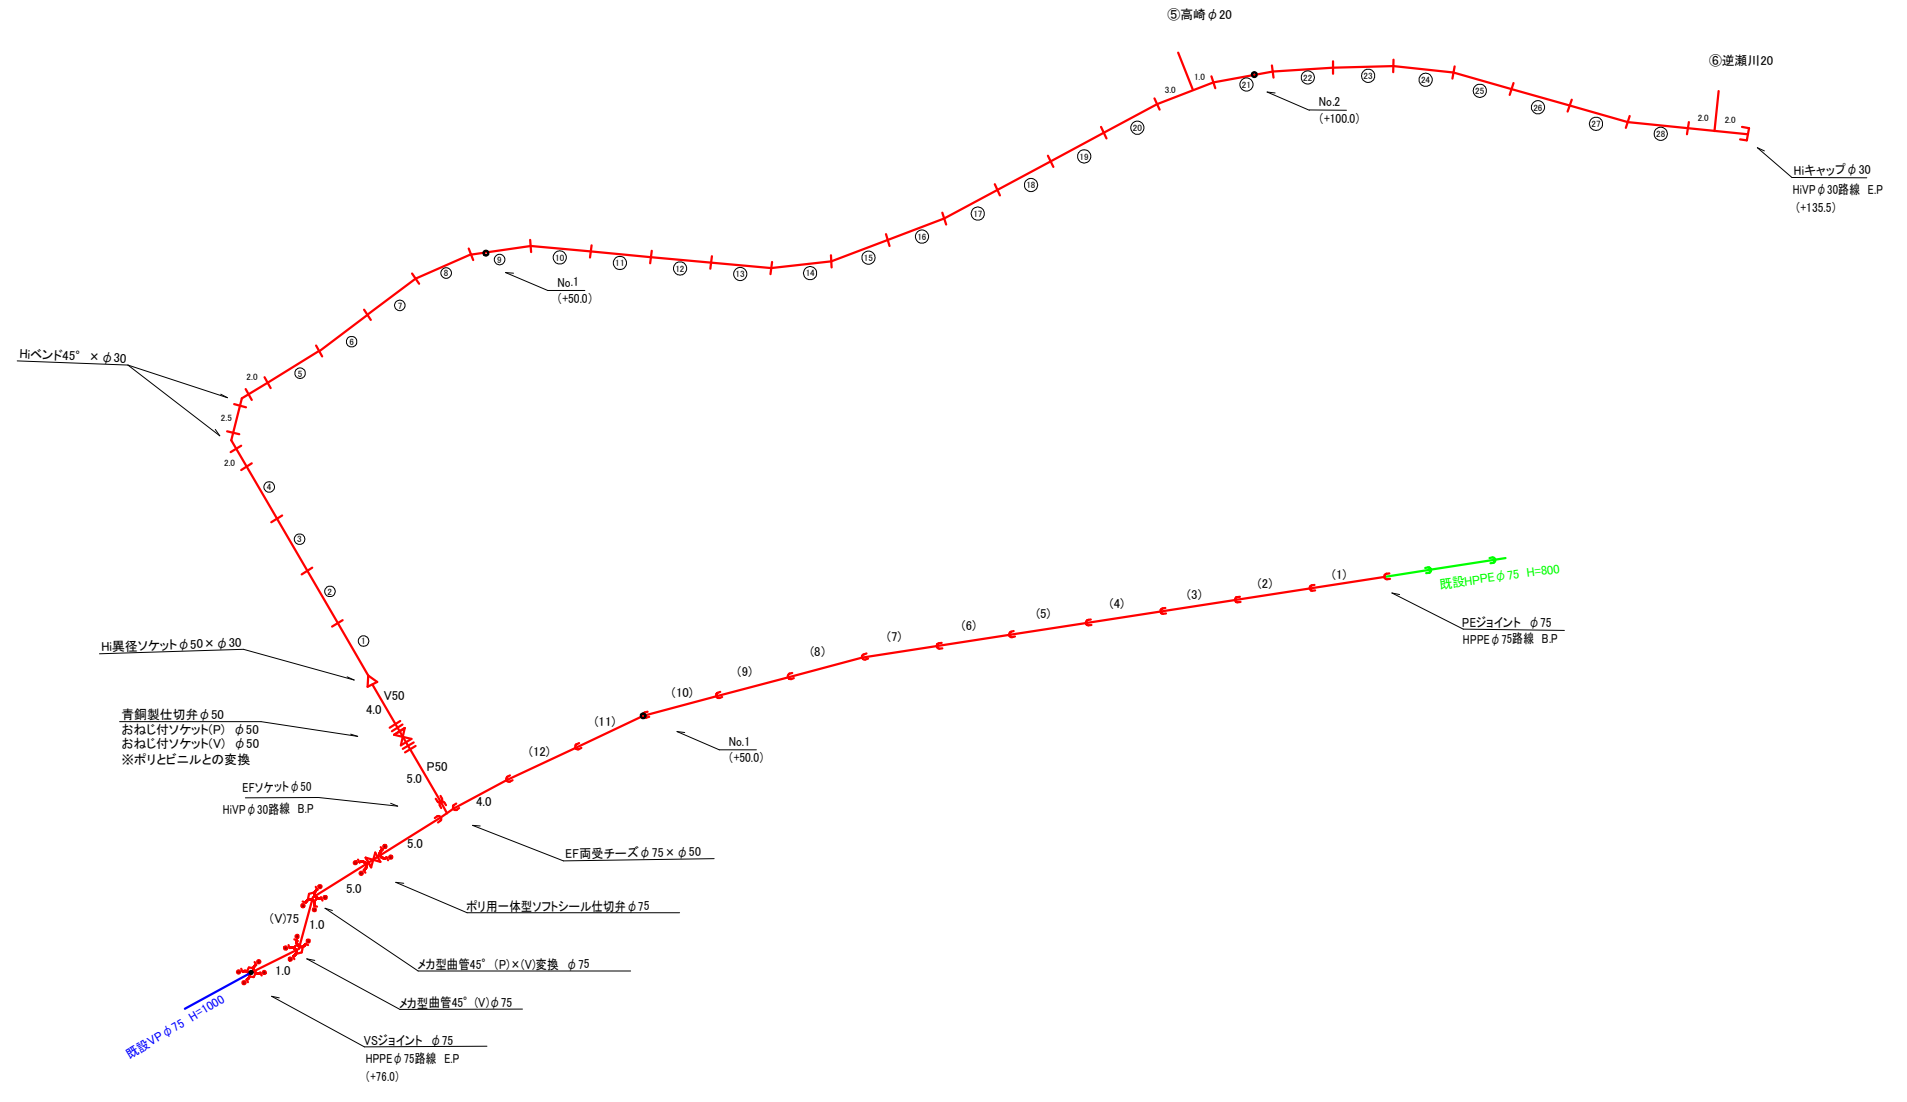 ⑤高崎φ20
⑥逆瀬川20
3.0
1.0
㉑
㉒
㉓
㉔
㉕
㉖
㉗
㉘
2.0
2.0
No.2
(+100.0)
Hiキャップφ30
HiVPφ30路線 E.P
(+135.5)
⑳
⑲
⑱
⑰
⑯
⑮
⑭
⑬
⑫
⑪
⑩
⑨
⑧
⑦
⑥
⑤
No.1
(+50.0)
Hiベンド45° ×φ30
2.0
2.5
2.0
④
③
②
①
Hi異径ソケットφ50×φ30
V50
4.0
青銅製仕切弁φ50
おねじ付ソケット(P) φ50
おねじ付ソケット(V) φ50
※ポリとビニルとの変換
P50
5.0
EFソケットφ50
HiVPφ30路線 B.P
既設HPPEφ75 H=800
PEジョイント φ75
HPPEφ75路線 B.P
(1)
(2)
(3)
(4)
(5)
(6)
(7)
(8)
(9)
(10)
(11)
(12)
No.1
(+50.0)
4.0
5.0
EF両受チーズφ75×φ50
5.0
ポリ用一体型ソフトシール仕切弁φ75
(V)75
1.0
メカ型曲管45° (P)×(V)変換 φ75
1.0
メカ型曲管45° (V)φ75
既設VPφ75 H=1000
VSジョイント φ75
HPPEφ75路線 E.P
(+76.0)